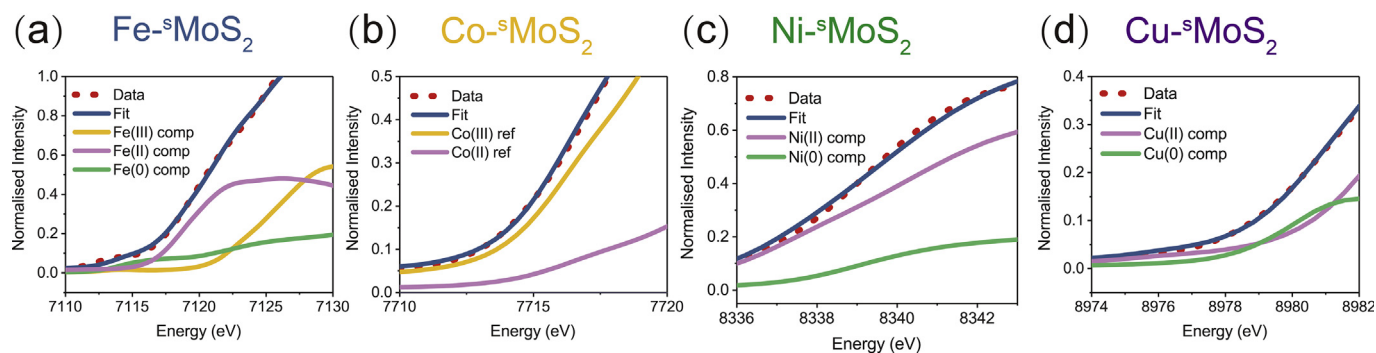 (a) Fe-ˢMoS₂
Normalised Intensity
1.0
0.8
0.6
0.4
0.2
0.0
Data
Fit
Fe(III) comp
Fe(II) comp
Fe(0) comp
7110 7115 7120 7125 7130
Energy (eV)
(b) Co-ˢMoS₂
Normalised Intensity
0.5
0.4
0.3
0.2
0.1
0.0
Data
Fit
Co(III) ref
Co(II) ref
7710 7715 7720
Energy (eV)
(c) Ni-ˢMoS₂
Normalised Intensity
0.8
0.6
0.4
0.2
0.0
Data
Fit
Ni(II) comp
Ni(0) comp
8336 8338 8340 8342
Energy (eV)
(d) Cu-ˢMoS₂
Normalised Intensity
0.4
0.3
0.2
0.1
0.0
Data
Fit
Cu(II) comp
Cu(0) comp
8974 8976 8978 8980 8982
Energy (eV)